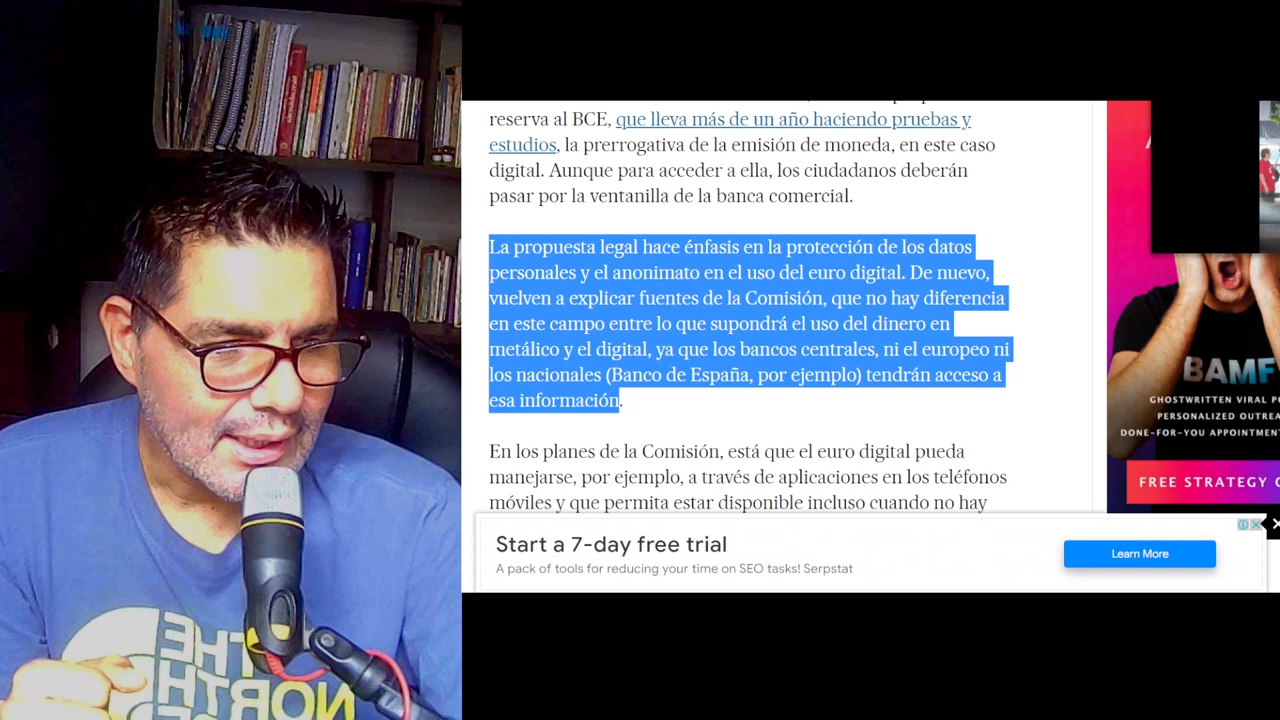 reserva al BCE, que lleva más de un año haciendo pruebas y
estudios, la prerrogativa de la emisión de moneda, en este caso
digital. Aunque para acceder a ella, los ciudadanos deberán
pasar por la ventanilla de la banca comercial.
La propuesta legal hace énfasis en la protección de los datos
personales y el anonimato en el uso del euro digital. De nuevo,
vuelven a explicar fuentes de la Comisión, que no hay diferencia
en este campo entre lo que supondrá el uso del dinero en
metálico y el digital, ya que los bancos centrales, ni el europeo ni
los nacionales (Banco de España, por ejemplo) tendrán acceso a
esa información.
En los planes de la Comisión, está que el euro digital pueda
manejarse, por ejemplo, a través de aplicaciones en los teléfonos
móviles y que permita estar disponible incluso cuando no hay
BAMF
GHOSTWRITTEN VIRAL
PERSONALIZED
DONE-FOR-YOU
FREE STRATEGY
Start a 7-day free trial
A pack of tools for reducing your time on SEO tasks! Serpstat
Learn More
THE
NORTH